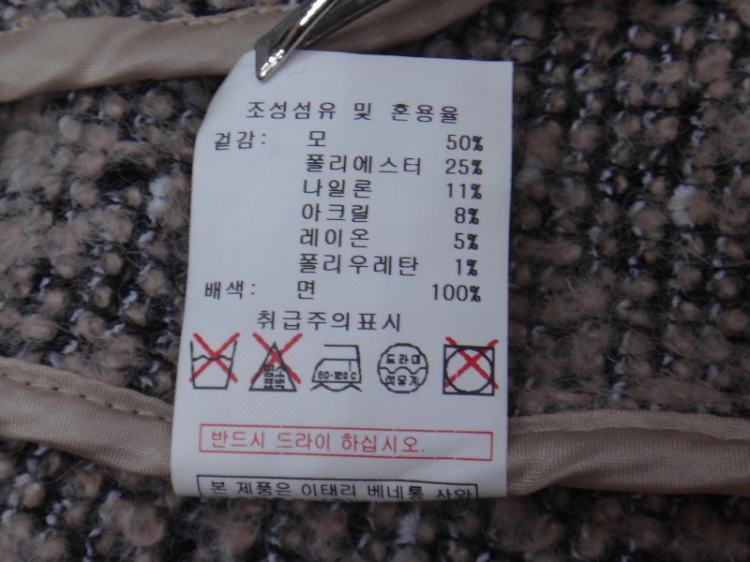 조성섬유 및 혼용율
겉감: 모 50%
폴리에스터 25%
나일론 11%
아크릴 8%
레이온 5%
폴리우레탄 1%
배색: 면 100%
취급주의표시
드라이
석유계
반드시 드라이 하십시오.
본 제품은 이태리 베네통 사와